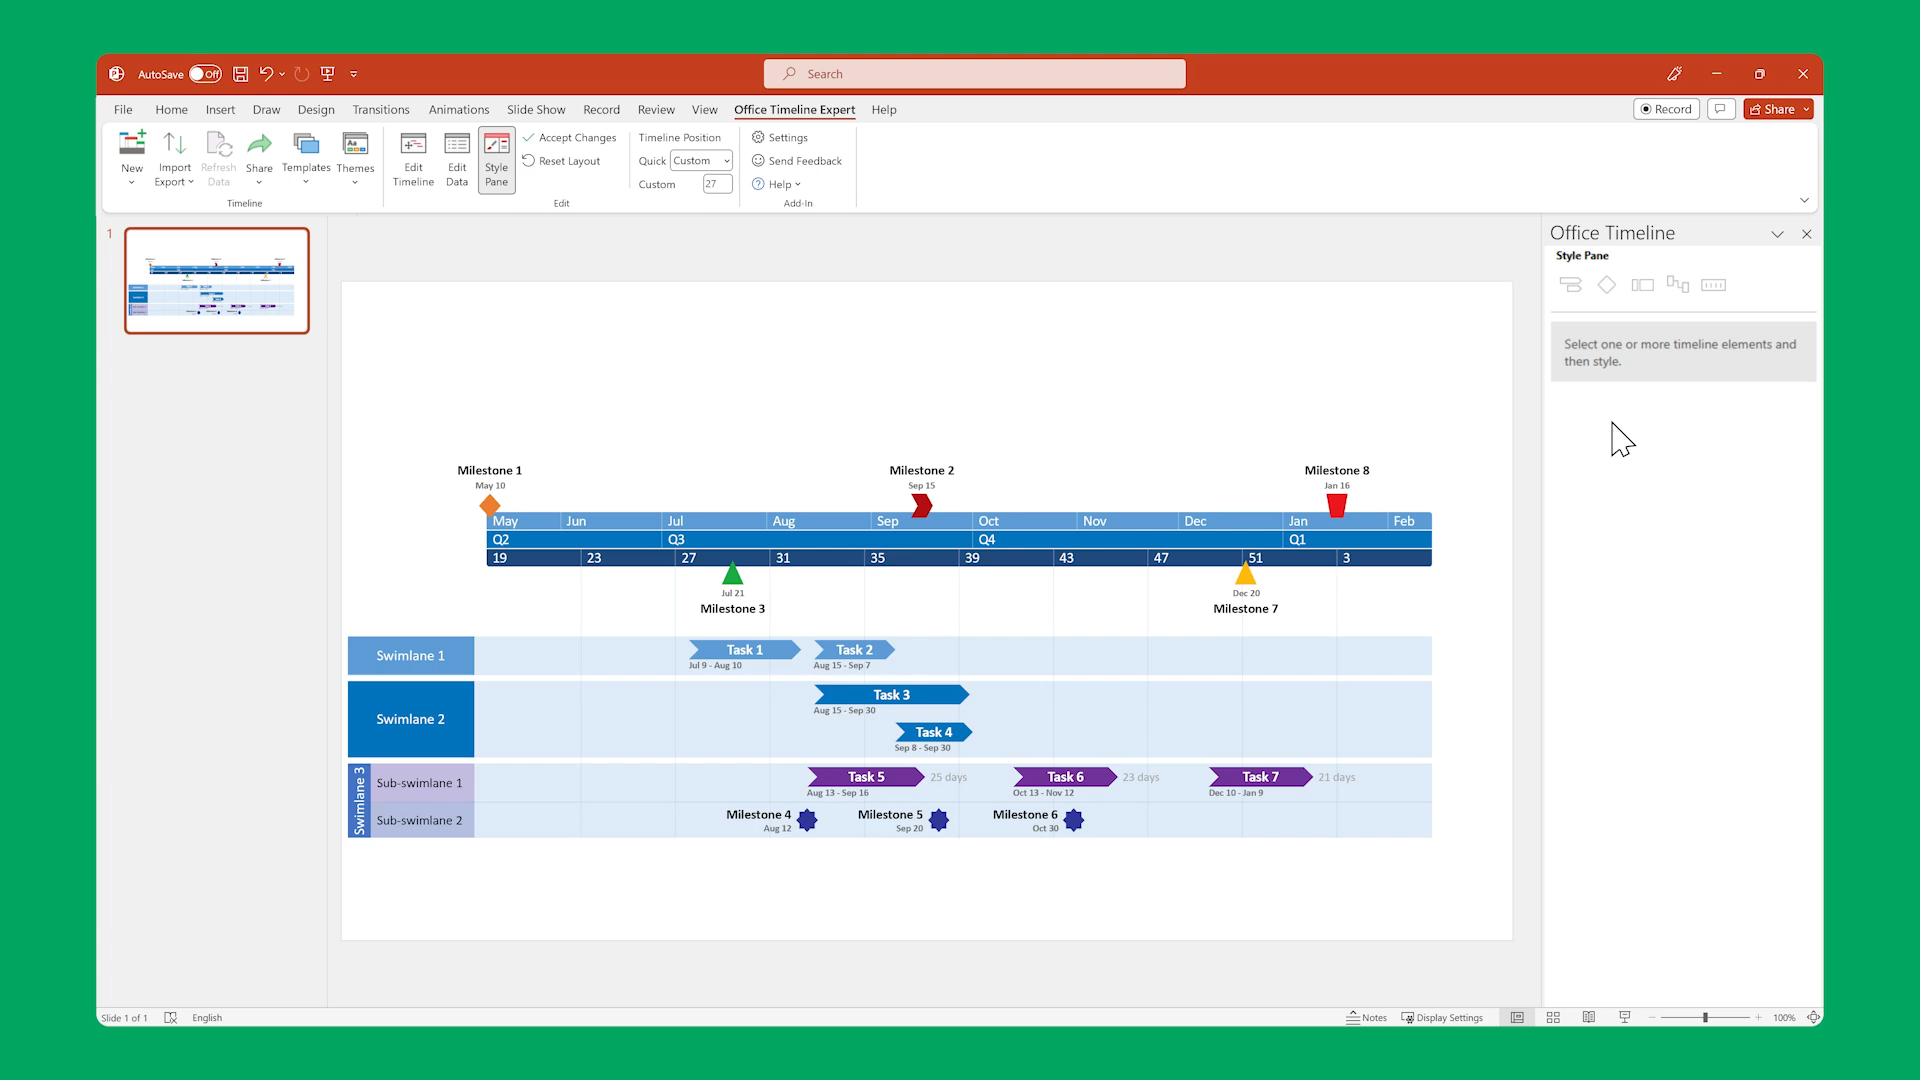 AutoSave Off Search
File Home Insert Draw Design Transitions Animations Slide Show Record Review View Office Timeline Expert Help Record Share
New Import Export Refresh Data Share Templates Themes
Timeline
Edit Timeline Edit Data Style Pane
Accept Changes
Reset Layout
Edit
Timeline Position
Quick Custom
Custom 27
Settings
Send Feedback
Help
Add-In
1
Office Timeline
Style Pane
Select one or more timeline elements and
then style.
Milestone 1 Milestone 2 Milestone 8
May 10 Sep 15 Jan 16
May Jun Jul Aug Sep Oct Nov Dec Jan Feb
Q2 Q3 Q4 Q1
19 23 27 31 35 39 43 47 51 3
Jul 21 Dec 20
Milestone 3 Milestone 7
Swimlane 1 Task 1 Task 2
Jul 9 - Aug 10 Aug 15 - Sep 7
Swimlane 2 Task 3
Aug 15 - Sep 30
Task 4
Sep 8 - Sep 30
Swimlane 3
Sub-swimlane 1 Task 5 25 days Task 6 23 days Task 7 21 days
Aug 13 - Sep 16 Oct 13 - Nov 12 Dec 10 - Jan 9
Sub-swimlane 2 Milestone 4 Milestone 5 Milestone 6
Aug 12 Sep 20 Oct 30
Slide 1 of 1 English Notes Display Settings 100%